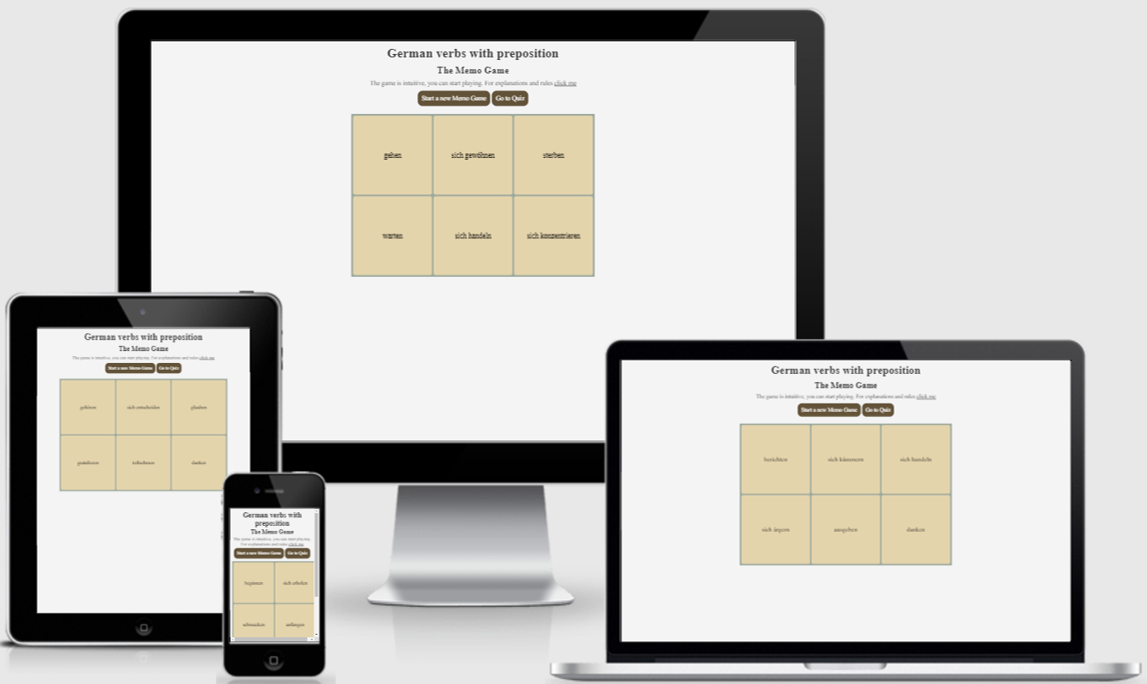 German verbs with preposition
The Memo Game
The game is intuitive, you can start playing. For explanations and rules click me
Start a new Memo Game Go to Quiz
gehen sich gewöhnen sterben
warten sich handeln sich konzentrieren
German verbs with preposition
The Memo Game
The game is intuitive, you can start playing. For explanations and rules click me
Start a new Memo Game Go to Quiz
gehören sich entscheiden glauben
gratulieren teilnehmen danken
German verbs with
preposition
The Memo Game
The game is intuitive, you can start playing.
For explanations and rules click me
Start a new Memo Game Go to Quiz
beginnen sich erholen
schmecken anfangen
German verbs with preposition
The Memo Game
The game is intuitive, you can start playing. For explanations and rules click me
Start a new Memo Game Go to Quiz
berichten sich kümmern sich handeln
sich ärgern ausgeben danken